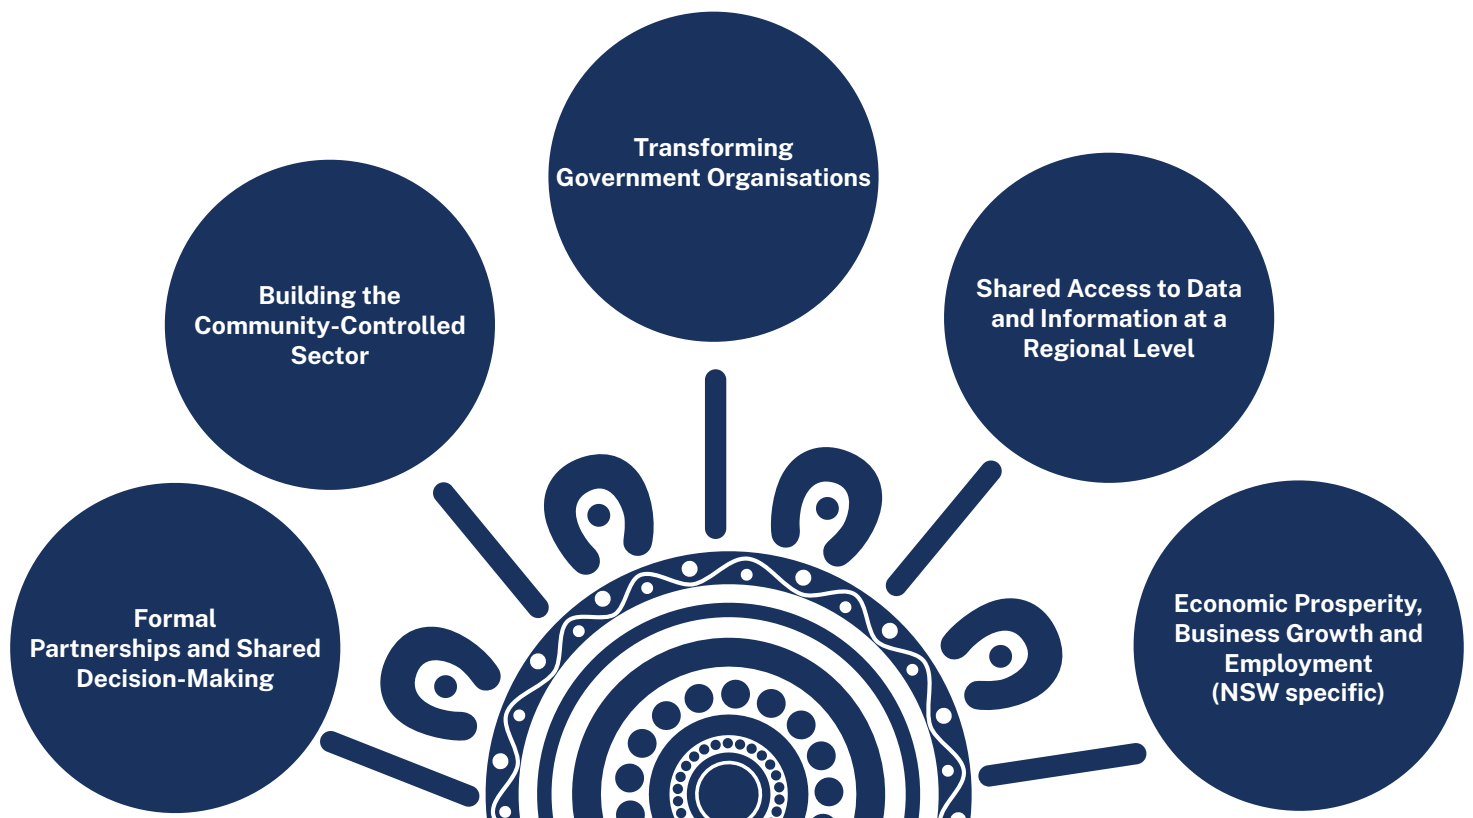 Transforming
Government Organisations
Building the
Community-Controlled
Sector
Shared Access to Data
and Information at a
Regional Level
Formal
Partnerships and Shared
Decision-Making
Economic Prosperity,
Business Growth and
Employment
(NSW specific)